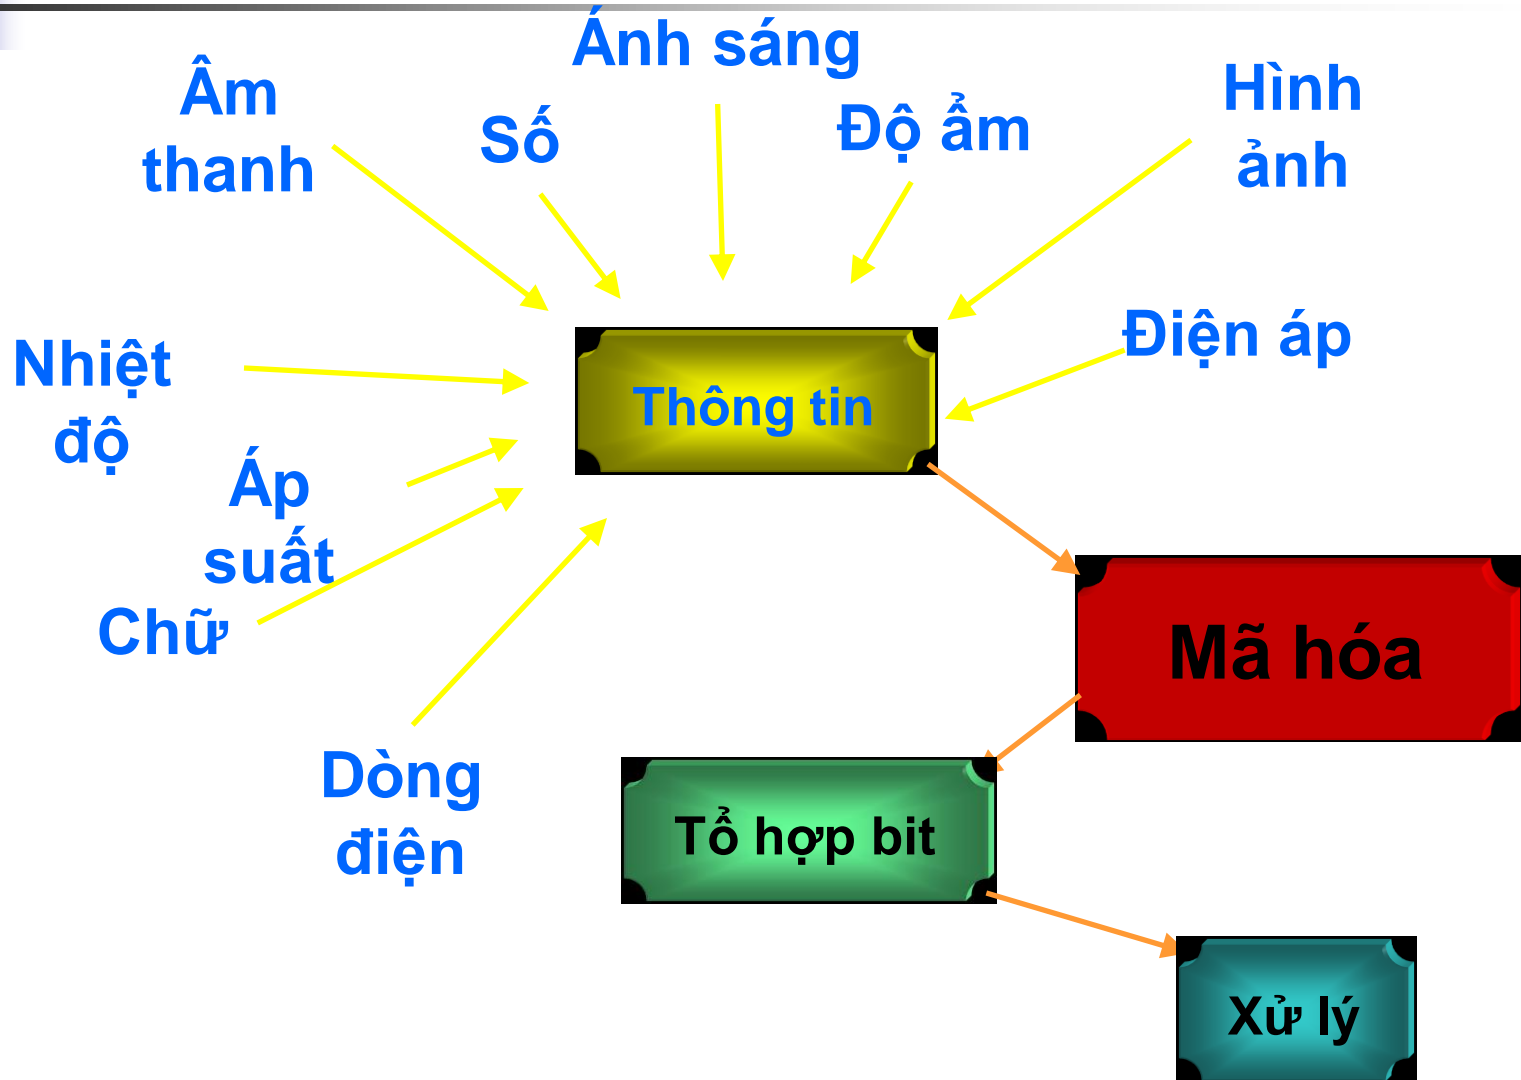 Ánh sáng
Âm
thanh
Số
Độ ẩm
Hình
ảnh
Nhiệt
độ
Thông tin
Điện áp
Áp
suất
Chữ
Mã hóa
Dòng
điện
Tổ hợp bit
Xử lý